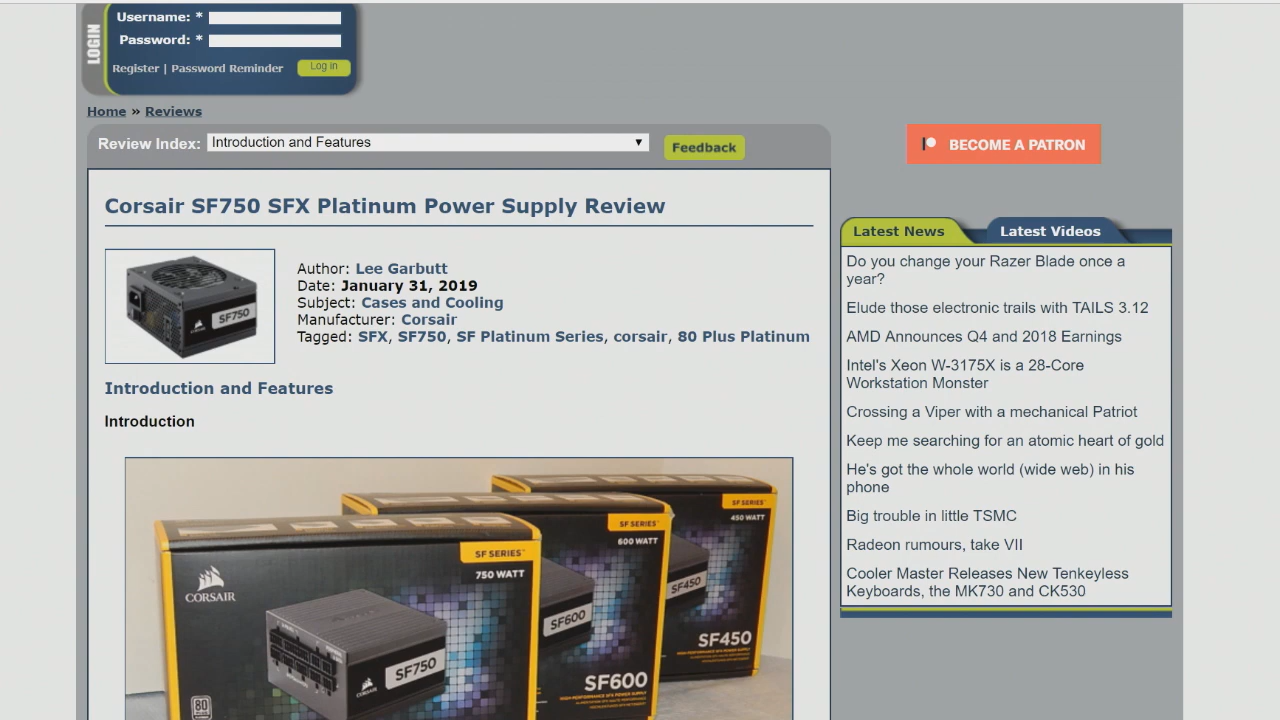 Username: *
LOGIN
Password: *
Register | Password Reminder
Log in
Home » Reviews
Review Index:
Introduction and Features
Feedback
BECOME A PATRON
Corsair SF750 SFX Platinum Power Supply Review
SF750
Author: Lee Garbutt
Date: January 31, 2019
Subject: Cases and Cooling
Manufacturer: Corsair
Tagged: SFX, SF750, SF Platinum Series, corsair, 80 Plus Platinum
Introduction and Features
Introduction
SF SERIES™
450 WATT
SF SERIES™
600 WATT
SF SERIES™
750 WATT
CORSAIR
SF450
SF600
SF750
CORSAIR
SF450
SF600
80
Latest News
Latest Videos
Do you change your Razer Blade once a
year?
Elude those electronic trails with TAILS 3.12
AMD Announces Q4 and 2018 Earnings
Intel's Xeon W-3175X is a 28-Core
Workstation Monster
Crossing a Viper with a mechanical Patriot
Keep me searching for an atomic heart of gold
He's got the whole world (wide web) in his
phone
Big trouble in little TSMC
Radeon rumours, take VII
Cooler Master Releases New Tenkeyless
Keyboards, the MK730 and CK530